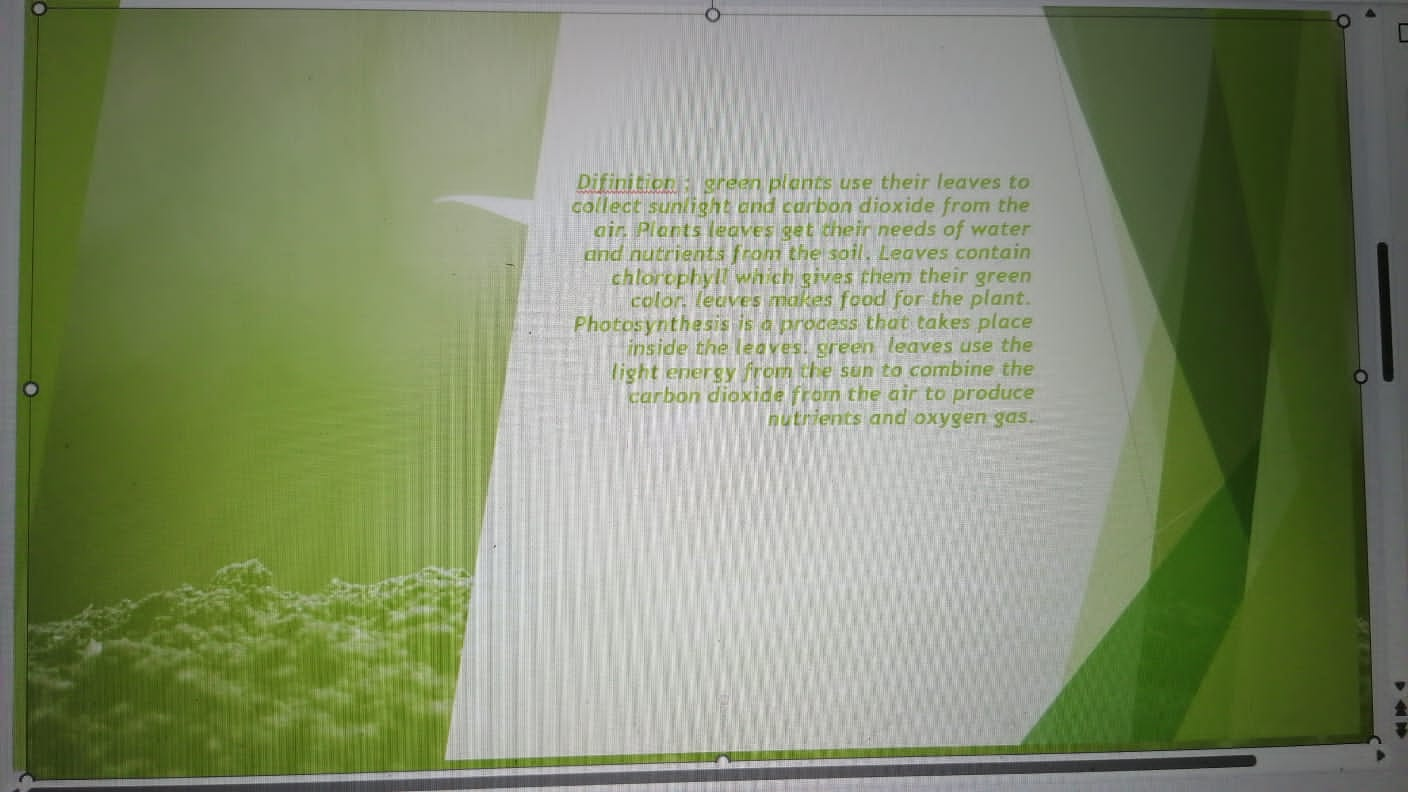 Difinition : green plants use their leaves to
collect sunlight and carbon dioxide from the
air. Plants leaves get their needs of water
and nutrients from the soil. Leaves contain
chlorophyll which gives them their green
color. leaves makes food for the plant.
Photosynthesis is a process that takes place
inside the leaves. green leaves use the
light energy from the sun to combine the
carbon dioxide from the air to produce
nutrients and oxygen gas.